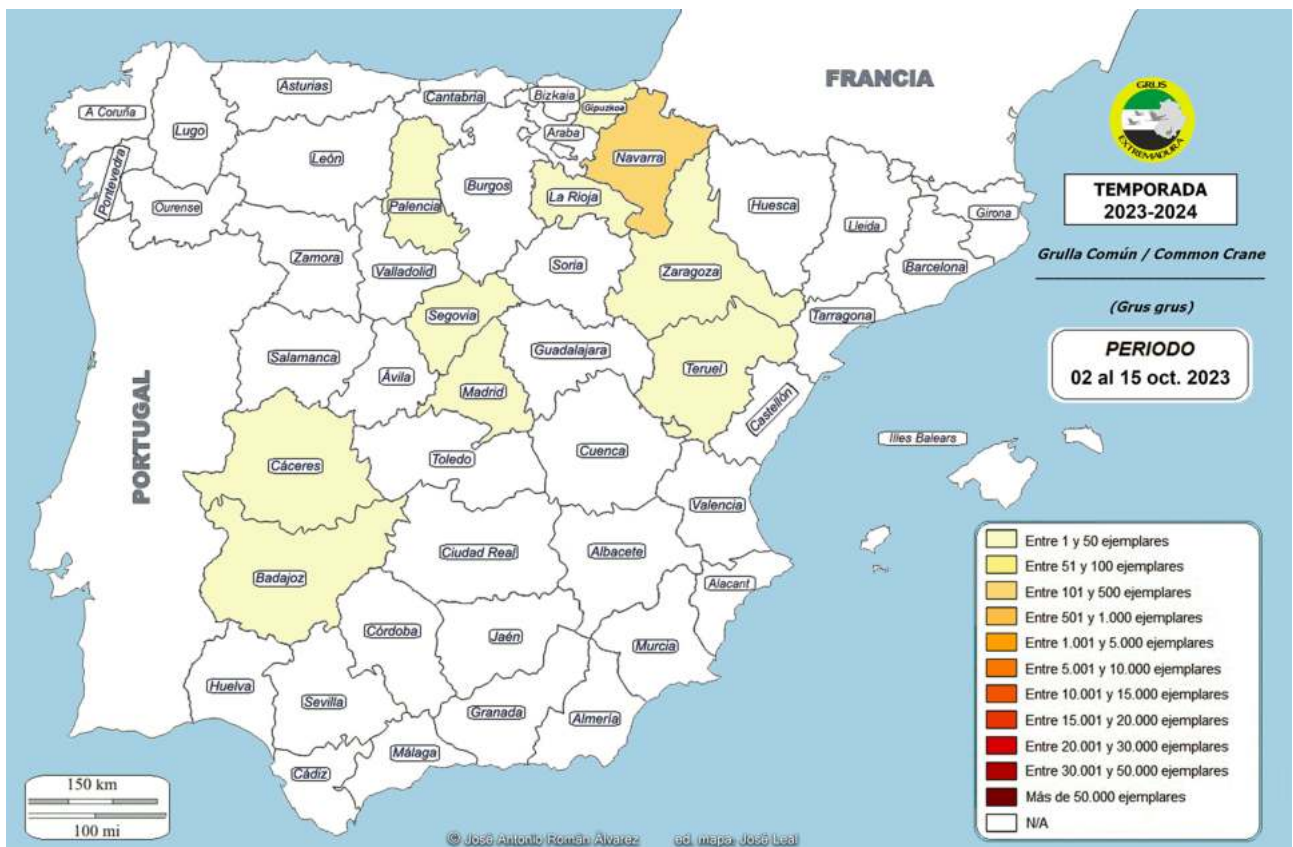 FRANCIA
GRUS
EXTREMADURA
TEMPORADA
2023-2024
Grulla Común / Common Crane
(Grus grus)
PERIODO
02 al 15 oct. 2023
A Coruña
Lugo
Asturias
Cantabria
Bizkaia
Gipuzkoa
Araba
Navarra
Pontevedra
Ourense
León
Palencia
Burgos
La Rioja
Huesca
Lleida
Girona
Barcelona
Zamora
Valladolid
Soria
Zaragoza
Tarragona
Segovia
Salamanca
Ávila
Madrid
Guadalajara
Teruel
Castellón
PORTUGAL
Cáceres
Toledo
Cuenca
Illes Balears
Valencia
Badajoz
Ciudad Real
Albacete
Alacant
Córdoba
Jaén
Murcia
Huelva
Sevilla
Granada
Almería
Málaga
Cádiz
Entre 1 y 50 ejemplares
Entre 51 y 100 ejemplares
Entre 101 y 500 ejemplares
Entre 501 y 1.000 ejemplares
Entre 1.001 y 5.000 ejemplares
Entre 5.001 y 10.000 ejemplares
Entre 10.001 y 15.000 ejemplares
Entre 15.001 y 20.000 ejemplares
Entre 20.001 y 30.000 ejemplares
Entre 30.001 y 50.000 ejemplares
Más de 50.000 ejemplares
N/A
150 km
100 mi
© José Antonio Román Álvarez ed. mapa: José Leal